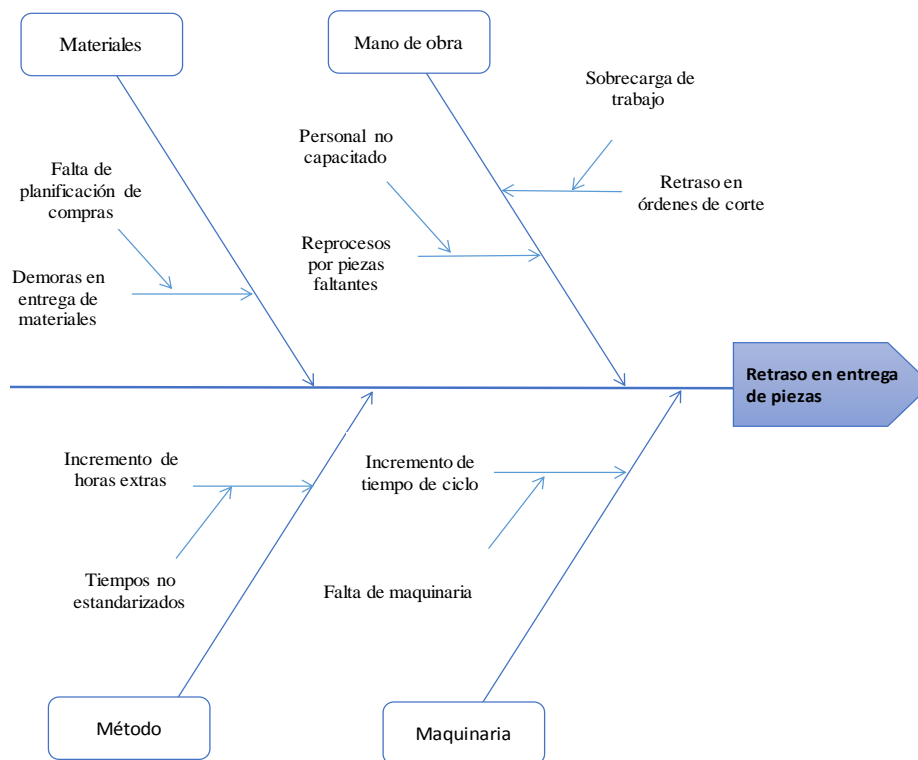 Materiales
Mano de obra
Sobrecarga de
trabajo
Personal no
capacitado
Falta de
planificación de
compras
Retraso en
órdenes de corte
Reprocesos
por piezas
faltantes
Demoras en
entrega de
materiales
Retraso en entrega
de piezas
Incremento de
horas extras
Incremento de
tiempo de ciclo
Tiempos no
estandarizados
Falta de maquinaria
Método
Maquinaria